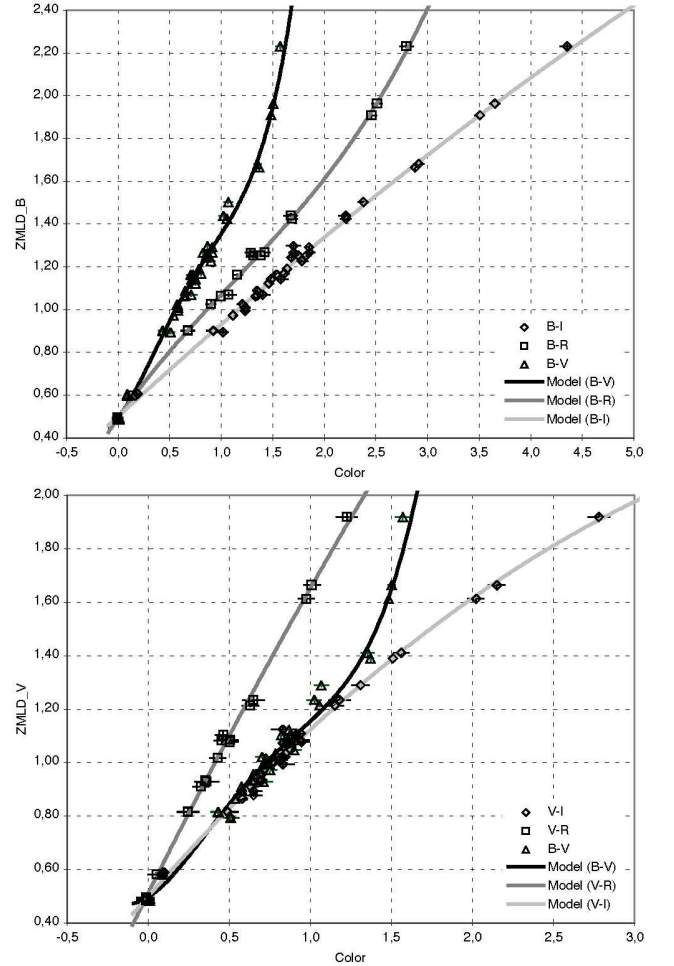 2,40
2,20
2,00
1,80
1,60
1,40
1,20
1,00
0,80
0,60
0,40
ZMLD_B
B-I
B-R
B-V
Model (B-V)
Model (B-R)
Model (B-I)
-0,5 0,0 0,5 1,0 1,5 2,0 2,5 3,0 3,5 4,0 4,5 5,0
Color
2,00
1,80
1,60
1,40
1,20
1,00
0,80
0,60
0,40
ZMLD_V
V-I
V-R
B-V
Model (B-V)
Model (V-R)
Model (V-I)
-0,5 0,0 0,5 1,0 1,5 2,0 2,5 3,0
Color